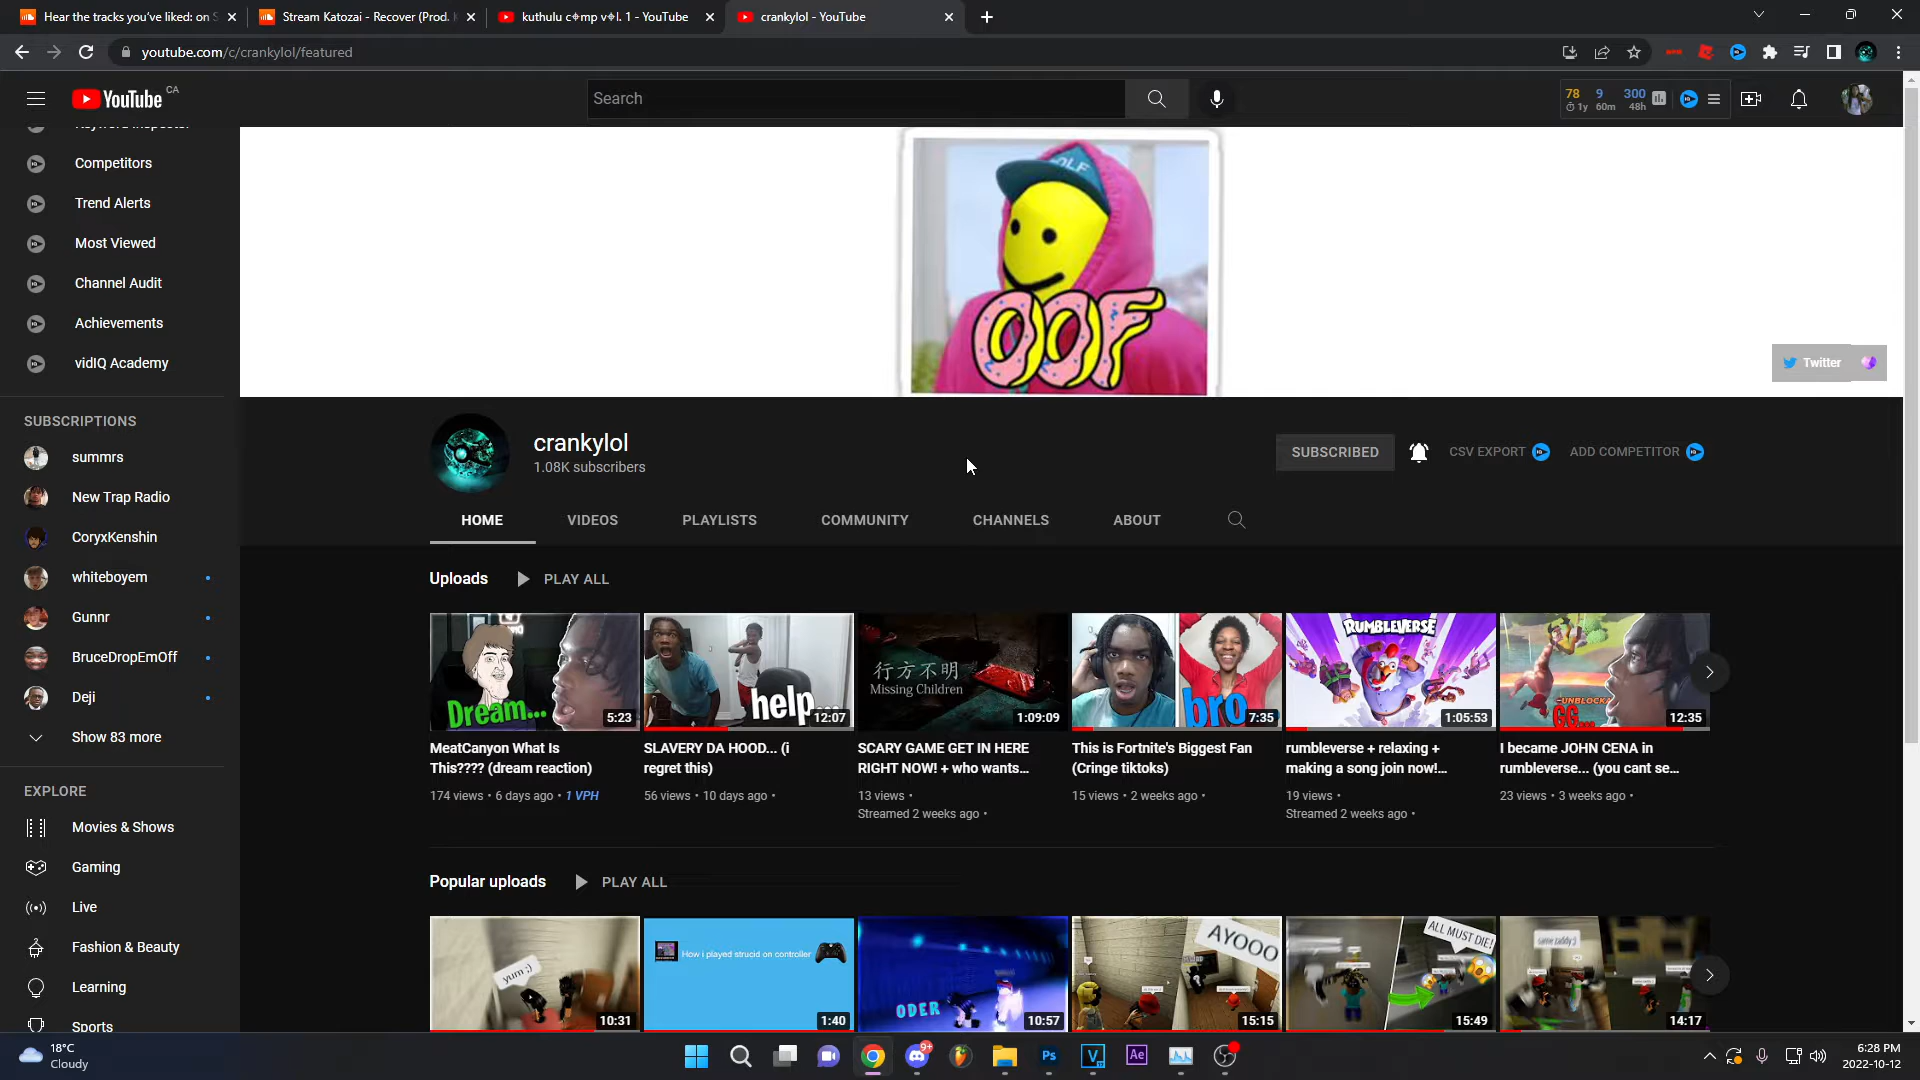 Hear the tracks you've liked: on S
Stream Katozai - Recover (Prod.
kuthulu c⌖mp v⌖l. 1 - YouTube
crankylol - YouTube
youtube.com/c/crankylol/featured
YouTube CA
Search
78 9 300
1y 60m 48h
Keyword Inspector
Competitors
Trend Alerts
Most Viewed
Channel Audit
Achievements
vidIQ Academy
SUBSCRIPTIONS
summrs
New Trap Radio
CoryxKenshin
whiteboyem
Gunnr
BruceDropEmOff
Deji
Show 83 more
EXPLORE
Movies & Shows
Gaming
Live
Fashion & Beauty
Learning
Sports
OLF
OOF
Twitter
crankylol
1.08K subscribers
SUBSCRIBED
CSV EXPORT
ADD COMPETITOR
HOME
VIDEOS
PLAYLISTS
COMMUNITY
CHANNELS
ABOUT
Uploads
PLAY ALL
Dream...
5:23
help...
12:07
行方不明
Missing Children
1:09:09
bro
7:35
RUMBLEVERSE
1:05:53
-UNBLOCKA
GG...
12:35
MeatCanyon What Is
This???? (dream reaction)
174 views • 6 days ago • 1 VPH
SLAVERY DA HOOD... (i
regret this)
56 views • 10 days ago •
SCARY GAME GET IN HERE
RIGHT NOW! + who wants...
13 views •
Streamed 2 weeks ago •
This is Fortnite's Biggest Fan
(Cringe tiktoks)
15 views • 2 weeks ago •
rumbleverse + relaxing +
making a song join now!...
19 views •
Streamed 2 weeks ago •
I became JOHN CENA in
rumbleverse... (you cant se...
23 views • 3 weeks ago •
Popular uploads
PLAY ALL
yum ;)
10:31
How i played strucid on controller
1:40
ODER
10:57
AYOOO
15:15
ALL MUST DIE!
15:49
14:17
18°C
Cloudy
9+
Ps
V
Ae
6:28 PM
2022-10-12